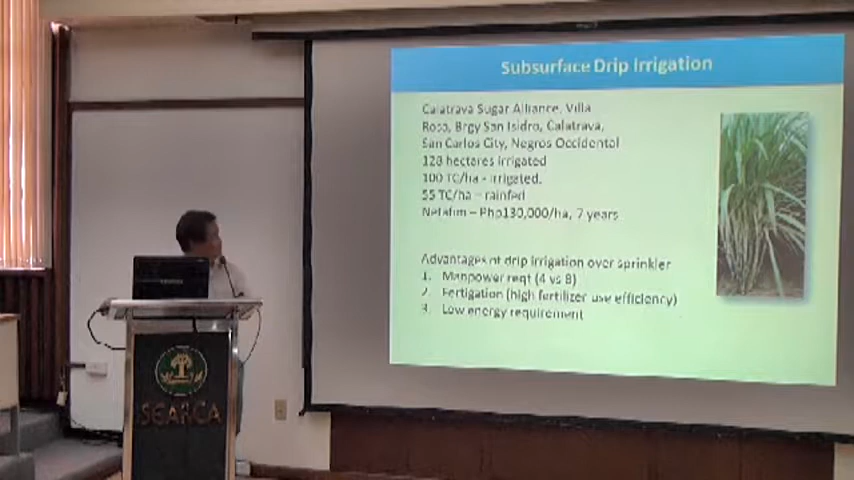 Subsurface Drip Irrigation
Calatrava Sugar Alliance, Villa
Rosa, Brgy San Isidro, Calatrava,
San Carlos City, Negros Occidental
128 hectares irrigated
100 TC/ha - irrigated.
55 TC/ha – rainfed
Netafim – Php130,000/ha, 7 years
Advantages of drip irrigation over sprinkler
1. Manpower reqt (4 vs 8)
2. Fertigation (high fertilizer use efficiency)
3. Low energy requirement
SEARCA